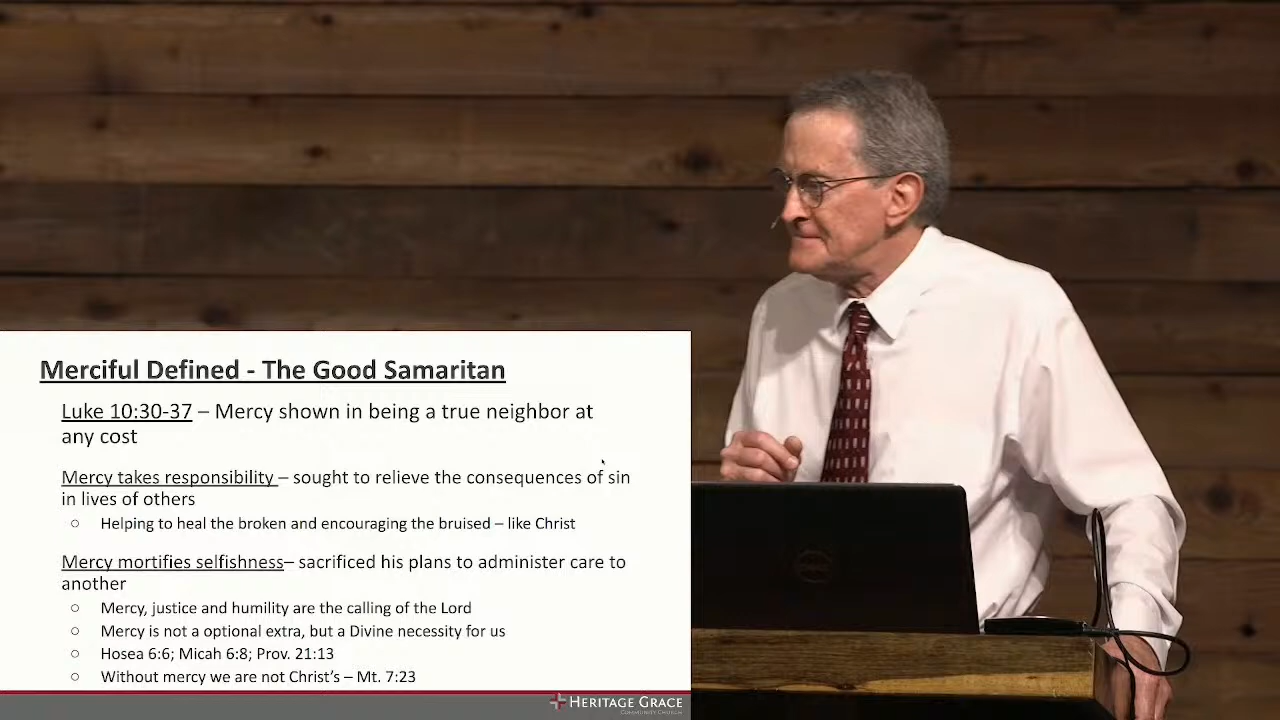 Merciful Defined - The Good Samaritan
Luke 10:30-37 – Mercy shown in being a true neighbor at
any cost
Mercy takes responsibility – sought to relieve the consequences of sin
in lives of others
○ Helping to heal the broken and encouraging the bruised – like Christ
Mercy mortifies selfishness– sacrificed his plans to administer care to
another
○ Mercy, justice and humility are the calling of the Lord
○ Mercy is not a optional extra, but a Divine necessity for us
○ Hosea 6:6; Micah 6:8; Prov. 21:13
○ Without mercy we are not Christ's – Mt. 7:23
HERITAGE GRACE
COMMUNITY CHURCH
DELL